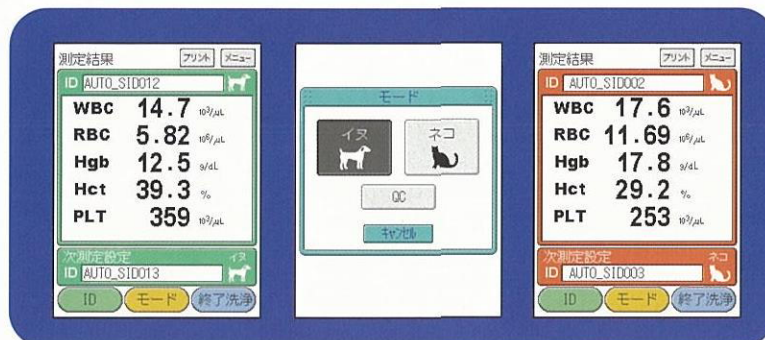 測定結果 プリント メニュー
ID AUTO_SID012
WBC 14.7 10³/μL
RBC 5.82 10⁶/μL
Hgb 12.5 g/dL
Hct 39.3 %
PLT 359 10³/μL
次測定設定 イヌ
ID AUTO_SID013
ID モード 終了洗浄
モード
イヌ ネコ
QC
キャンセル
測定結果 プリント メニュー
ID AUTO_SID002
WBC 17.6 10³/μL
RBC 11.69 10⁶/μL
Hgb 17.8 g/dL
Hct 29.2 %
PLT 253 10³/μL
次測定設定 ネコ
ID AUTO_SID003
ID モード 終了洗浄